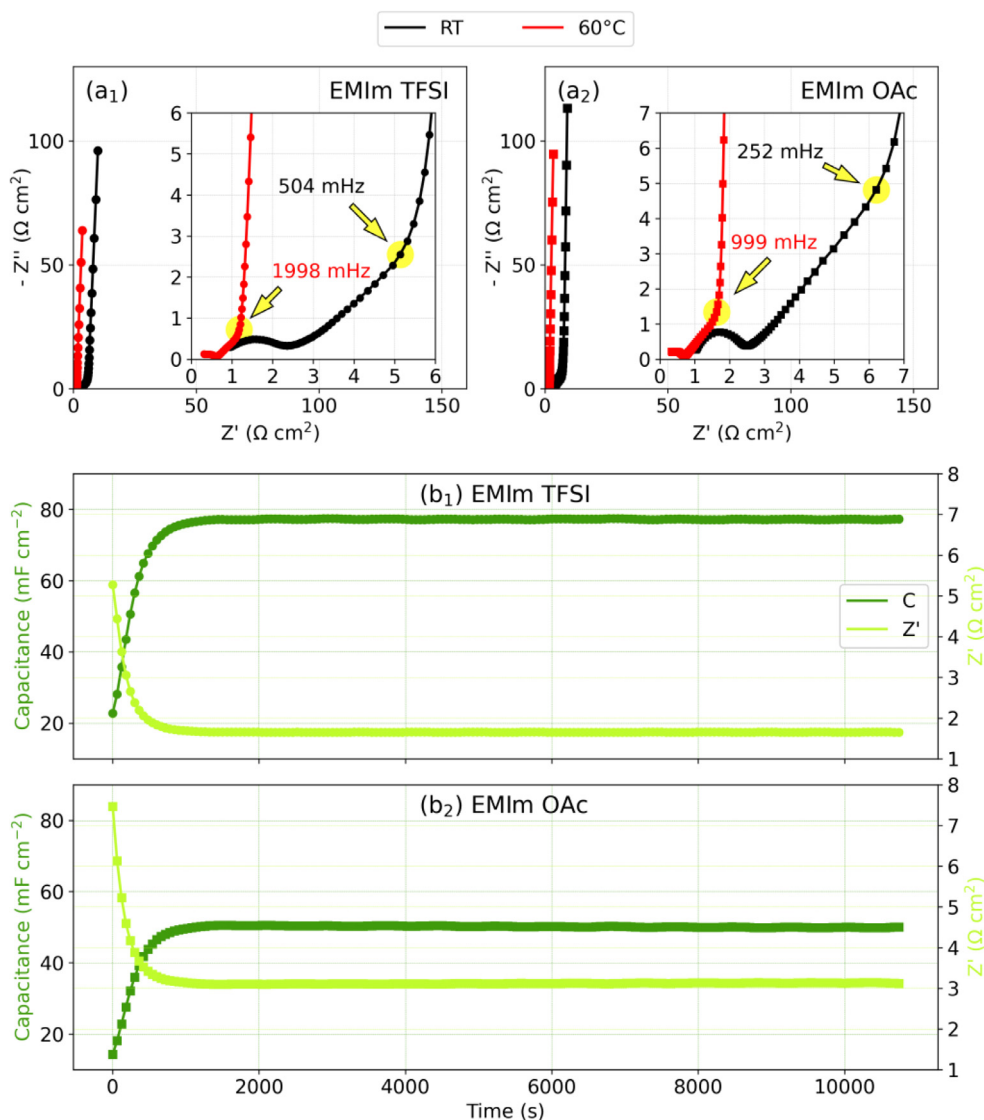 RT 60°C
(a₁) EMIm TFSI
(a₂) EMIm OAc
- Z'' (Ω cm²)
100
50
0
0 50 100 150
Z' (Ω cm²)
6
5
4
3
2
1
0
0 1 2 3 4 5 6
504 mHz
1998 mHz
- Z'' (Ω cm²)
100
50
0
0 50 100 150
Z' (Ω cm²)
7
6
5
4
3
2
1
0
0 1 2 3 4 5 6 7
252 mHz
999 mHz
(b₁) EMIm TFSI
Capacitance (mF cm⁻²)
80
60
40
20
8
7
6
5
4
3
2
1
Z' (Ω cm²)
C
Z'
(b₂) EMIm OAc
Capacitance (mF cm⁻²)
80
60
40
20
8
7
6
5
4
3
2
1
Z' (Ω cm²)
0 2000 4000 6000 8000 10000
Time (s)